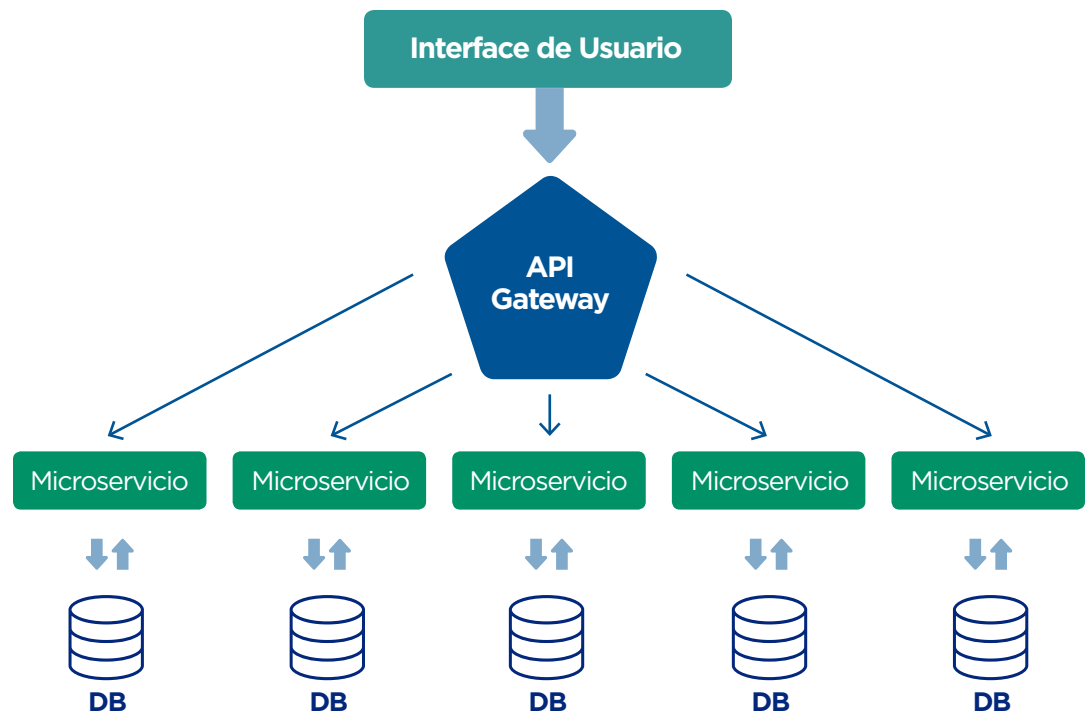 Interface de Usuario
API
Gateway
Microservicio
Microservicio
Microservicio
Microservicio
Microservicio
DB
DB
DB
DB
DB